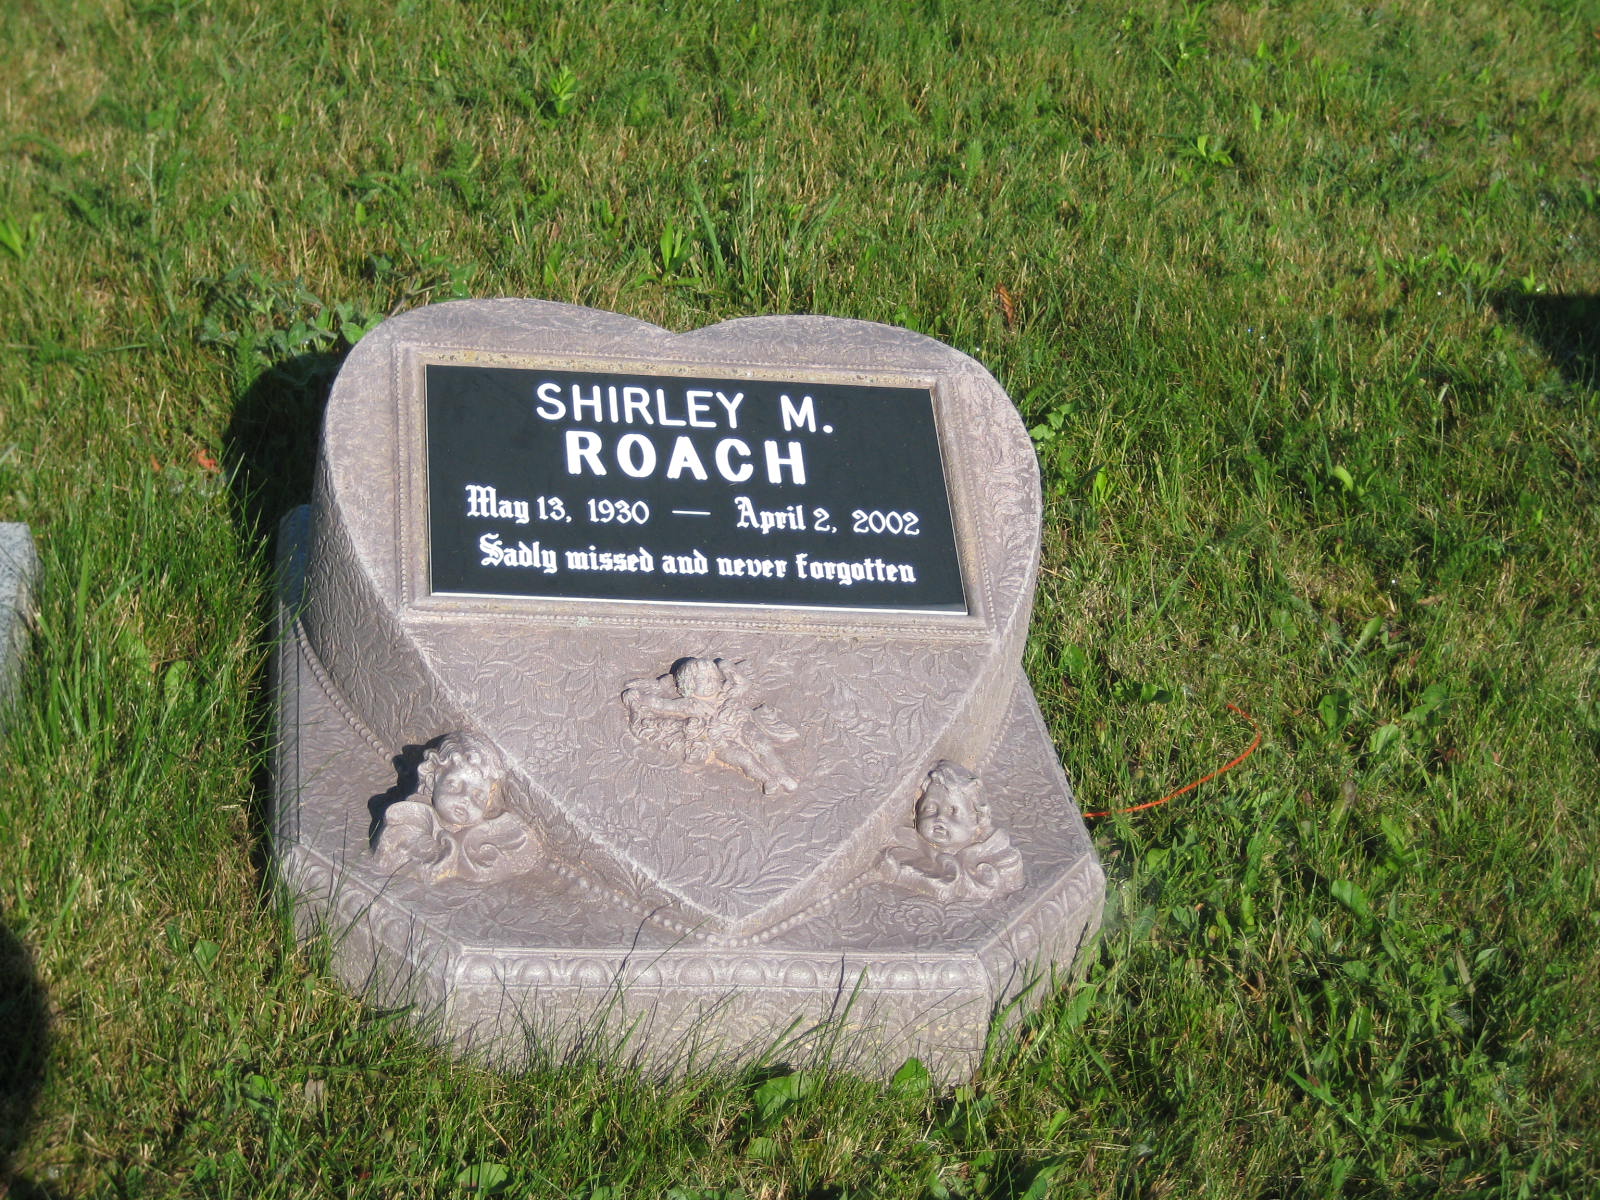 SHIRLEY M.
ROACH
May 13, 1930 — April 2, 2002
Sadly missed and never forgotten